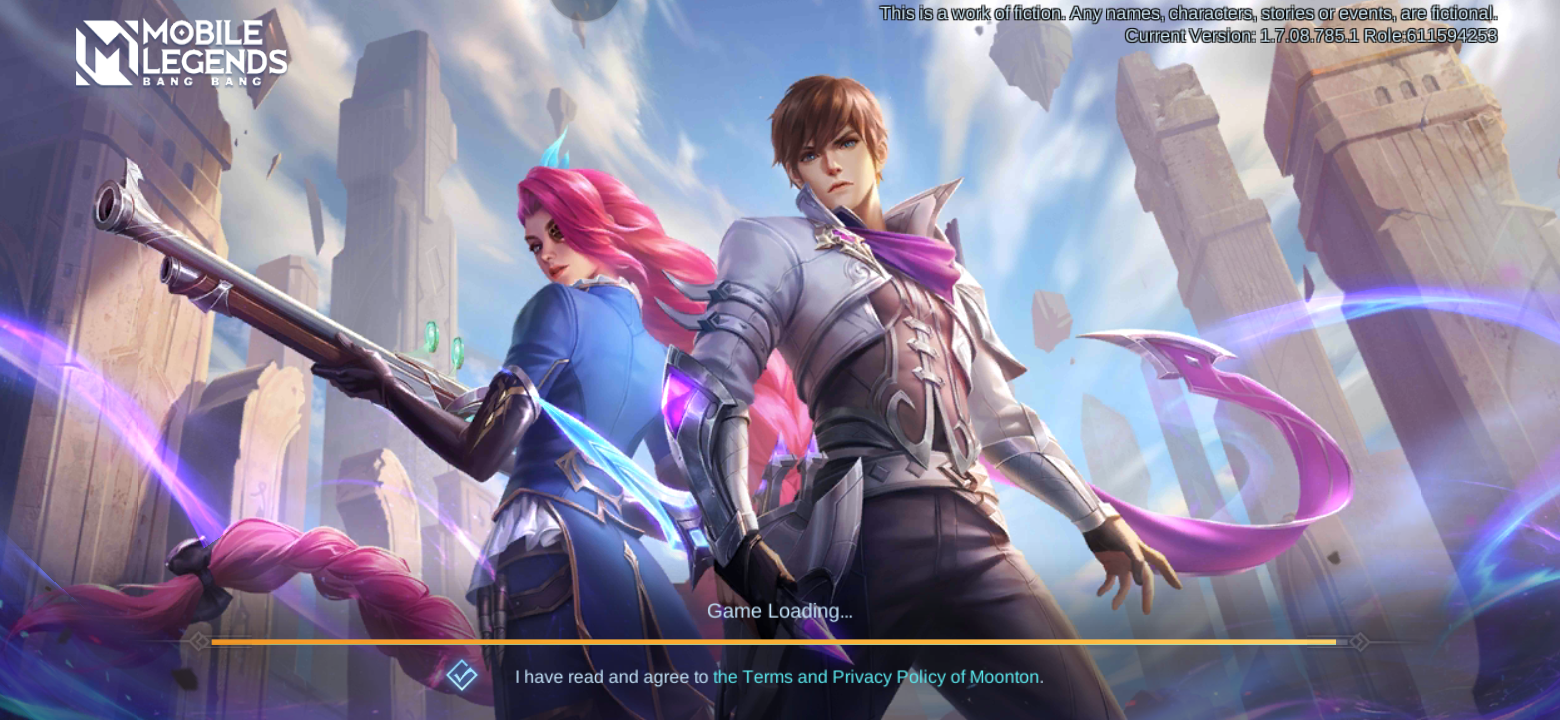 MOBILE
LEGENDS
BANG BANG
This is a work of fiction. Any names, characters, stories or events, are fictional.
Current Version: 1.7.08.785.1 Role:611594253
Game Loading...
I have read and agree to the Terms and Privacy Policy of Moonton.